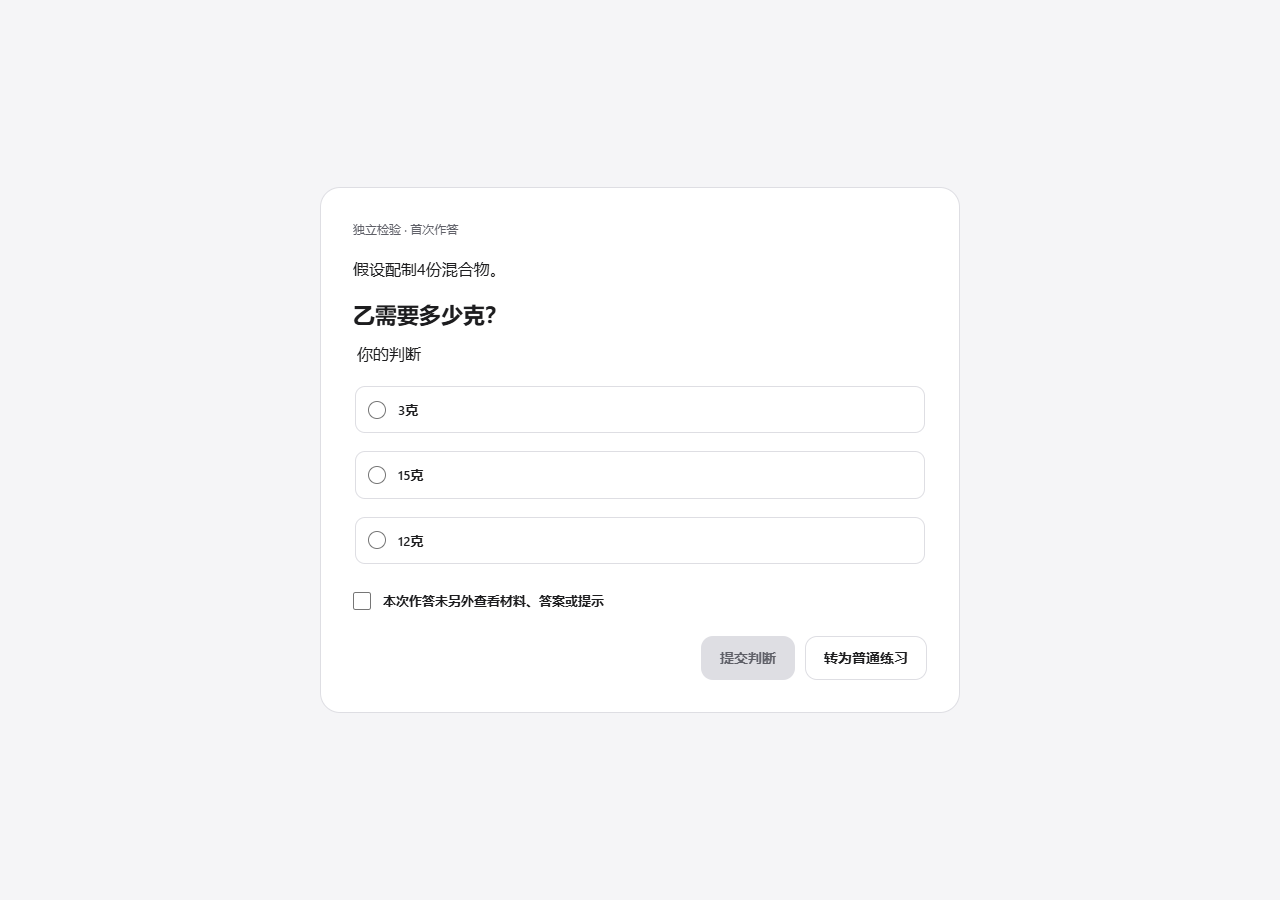 独立检验 · 首次作答
假设配制4份混合物。
乙需要多少克？
你的判断
3克
15克
12克
本次作答未另外查看材料、答案或提示
提交判断
转为普通练习